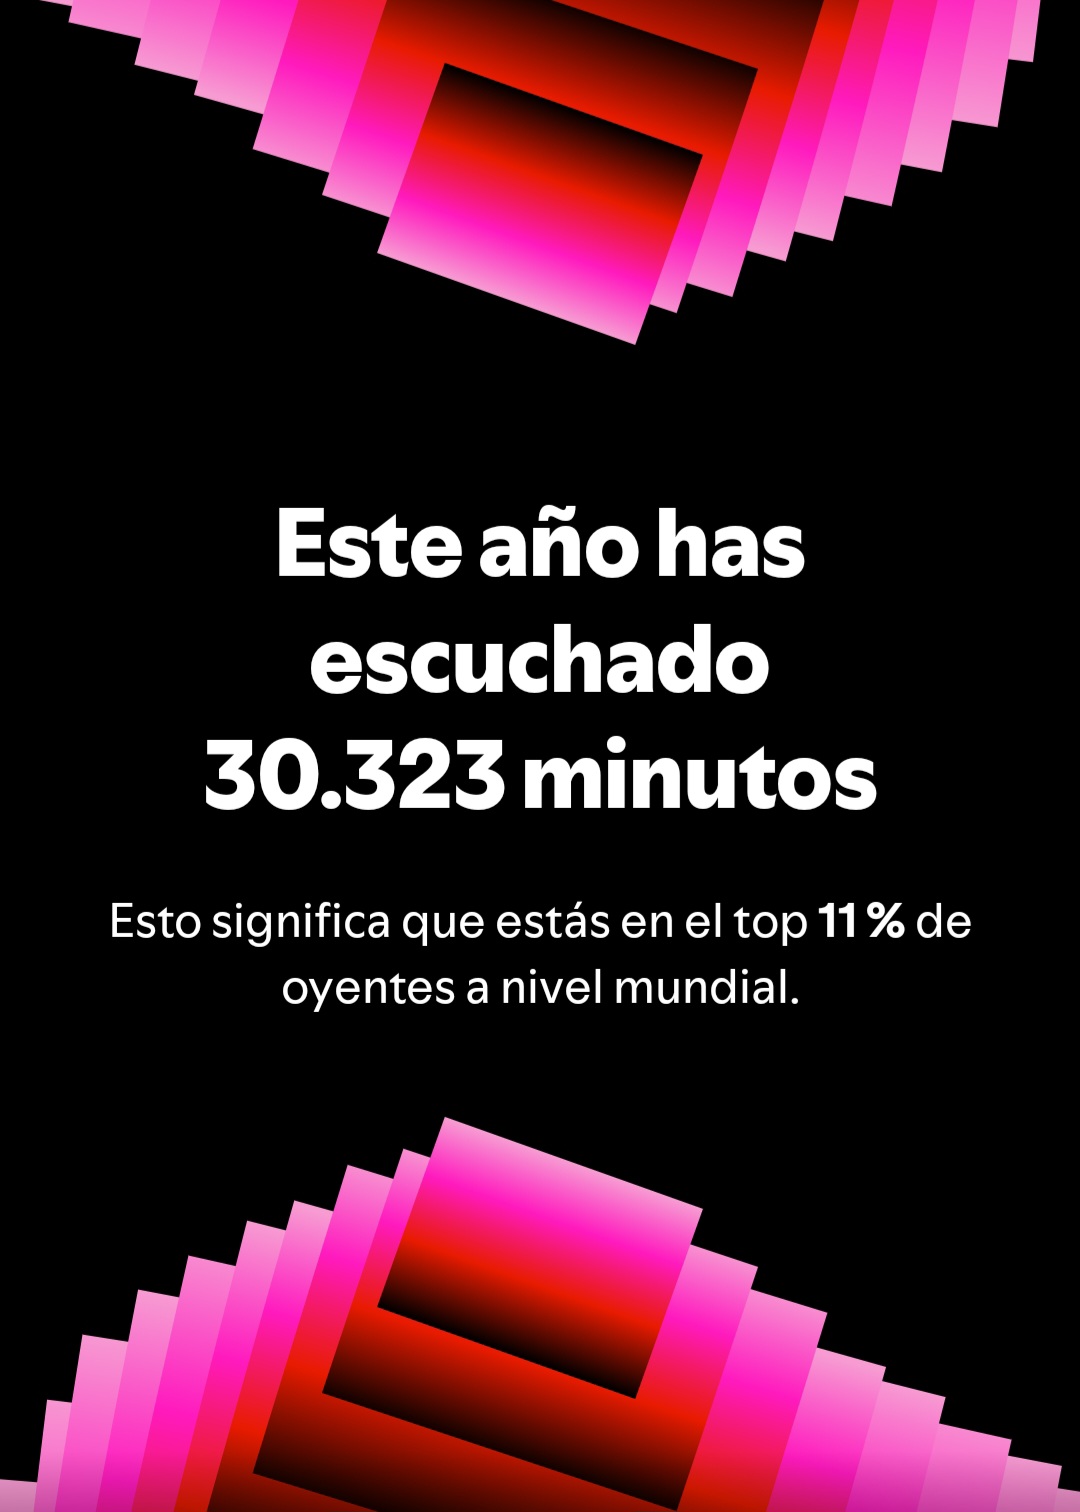 Este año has
escuchado
30.323 minutos
Esto significa que estás en el top 11 % de
oyentes a nivel mundial.